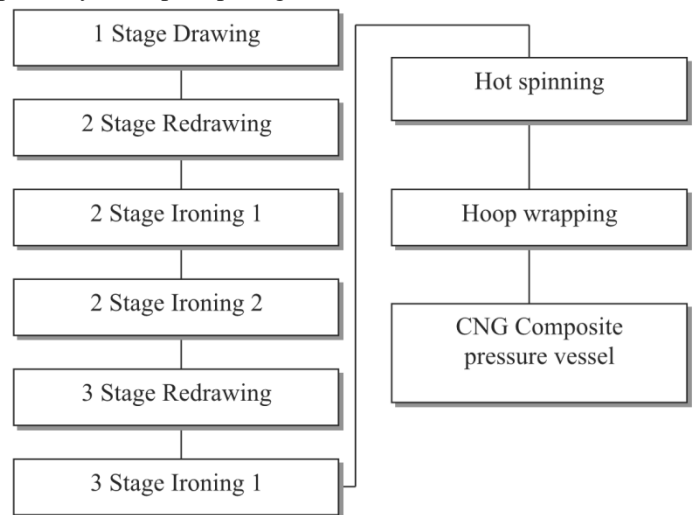 1 Stage Drawing
2 Stage Redrawing
2 Stage Ironing 1
2 Stage Ironing 2
3 Stage Redrawing
3 Stage Ironing 1
Hot spinning
Hoop wrapping
CNG Composite
pressure vessel